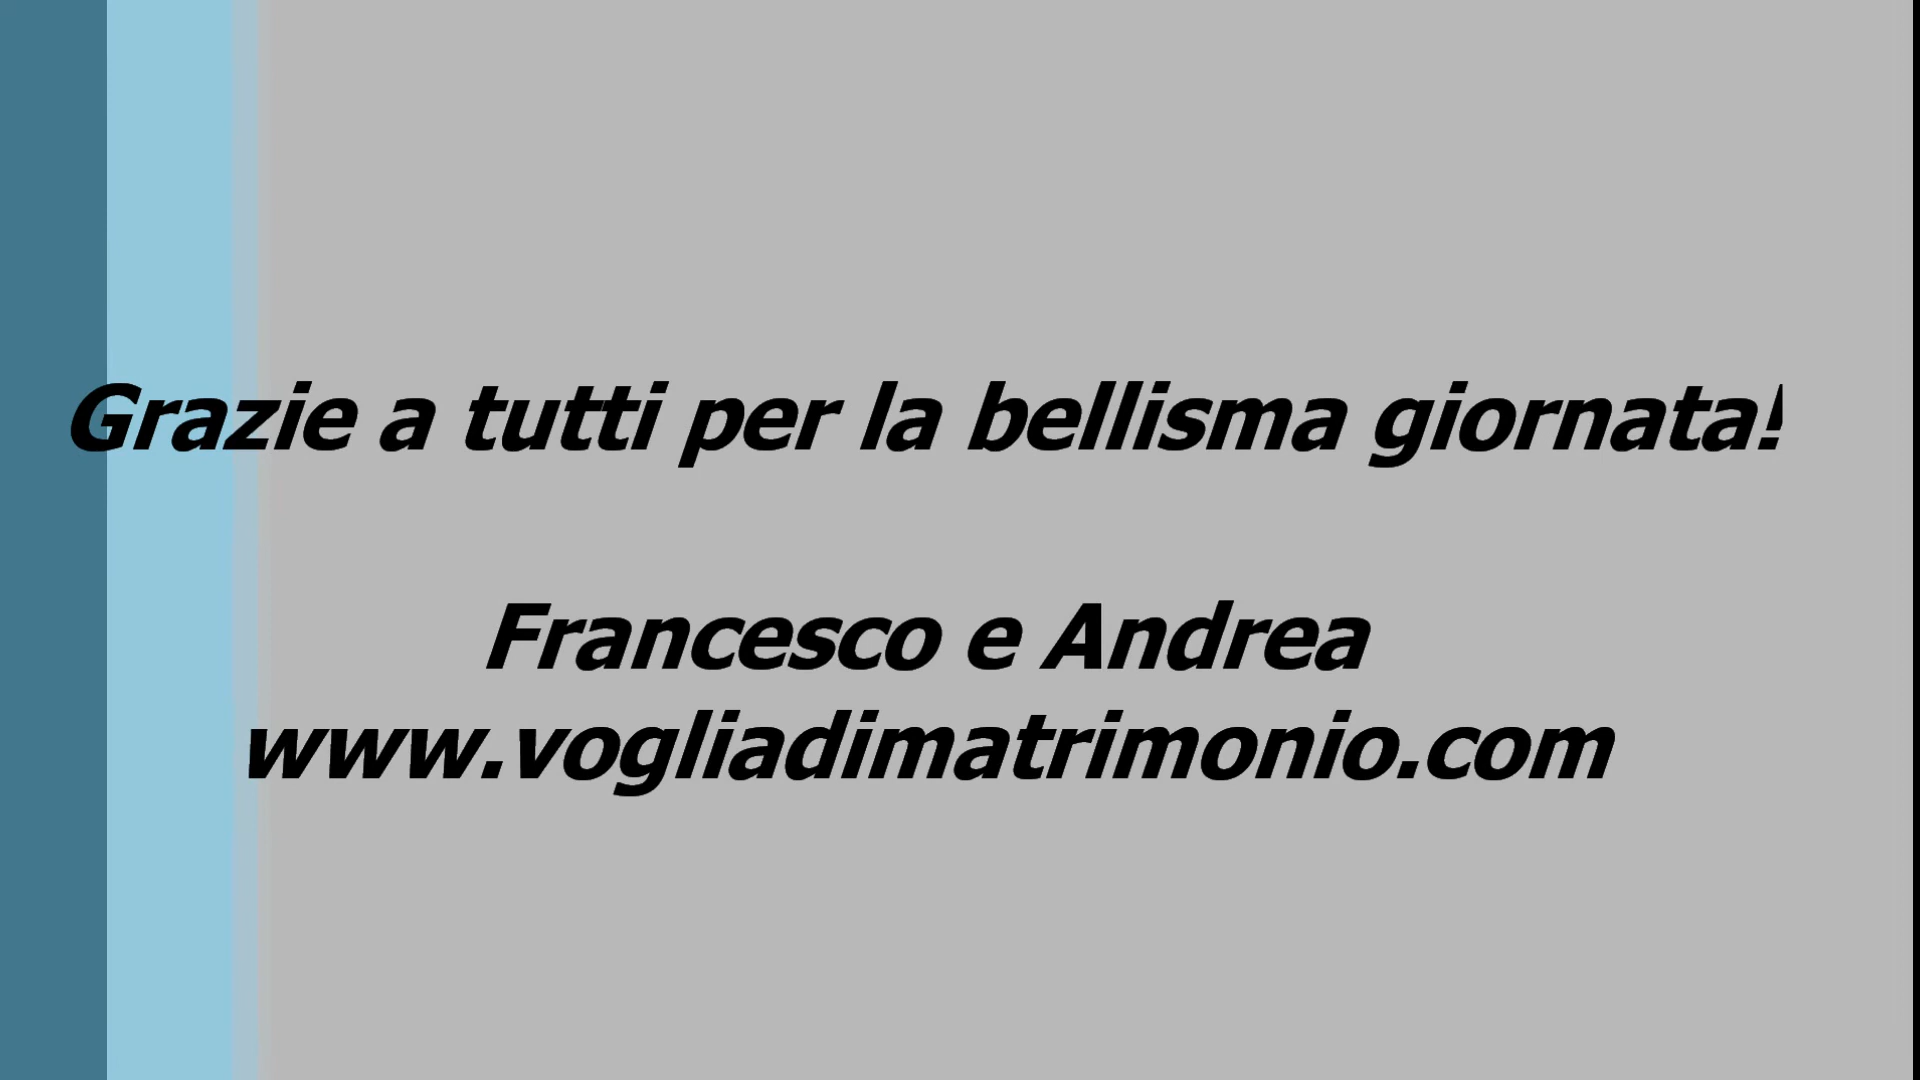 Grazie a tutti per la bellisma giornata!
Francesco e Andrea
www.vogliadimatrimonio.com